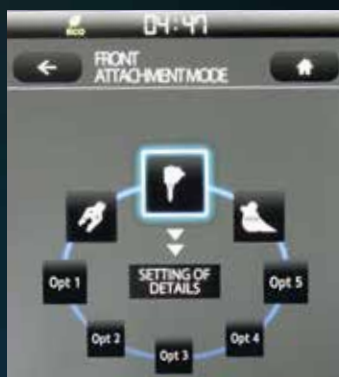 eco 04:47
FRONT
ATTACHMENT MODE
SETTING OF
DETAILS
Opt 1
Opt 5
Opt 2
Opt 4
Opt 3